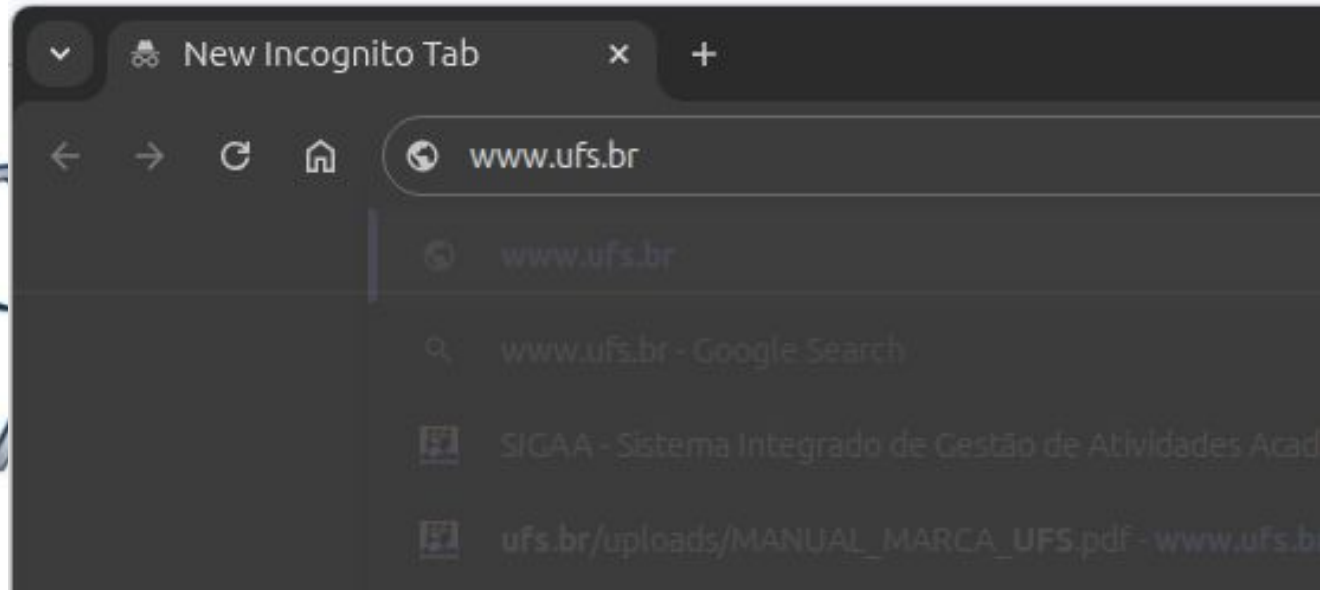 New Incognito Tab
www.ufs.br
www.ufs.br
www.ufs.br - Google Search
SIGAA - Sistema Integrado de Gestão de Atividades Acad
ufs.br/uploads/MANUAL_MARCA_UFS.pdf - www.ufs.b